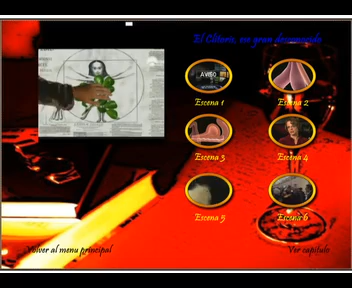 El Clítoris, ese gran desconocido
AVISO
Escena 1
Escena 2
Escena 3
Escena 4
Escena 5
Escena 6
Volver al menu principal
Ver capítulo